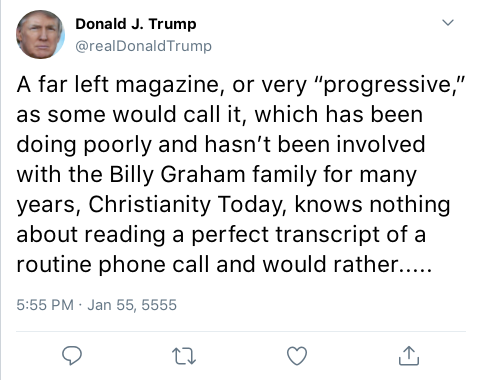 Donald J. Trump
@realDonaldTrump
A far left magazine, or very “progressive,”
as some would call it, which has been
doing poorly and hasn’t been involved
with the Billy Graham family for many
years, Christianity Today, knows nothing
about reading a perfect transcript of a
routine phone call and would rather.....
5:55 PM · Jan 55, 5555